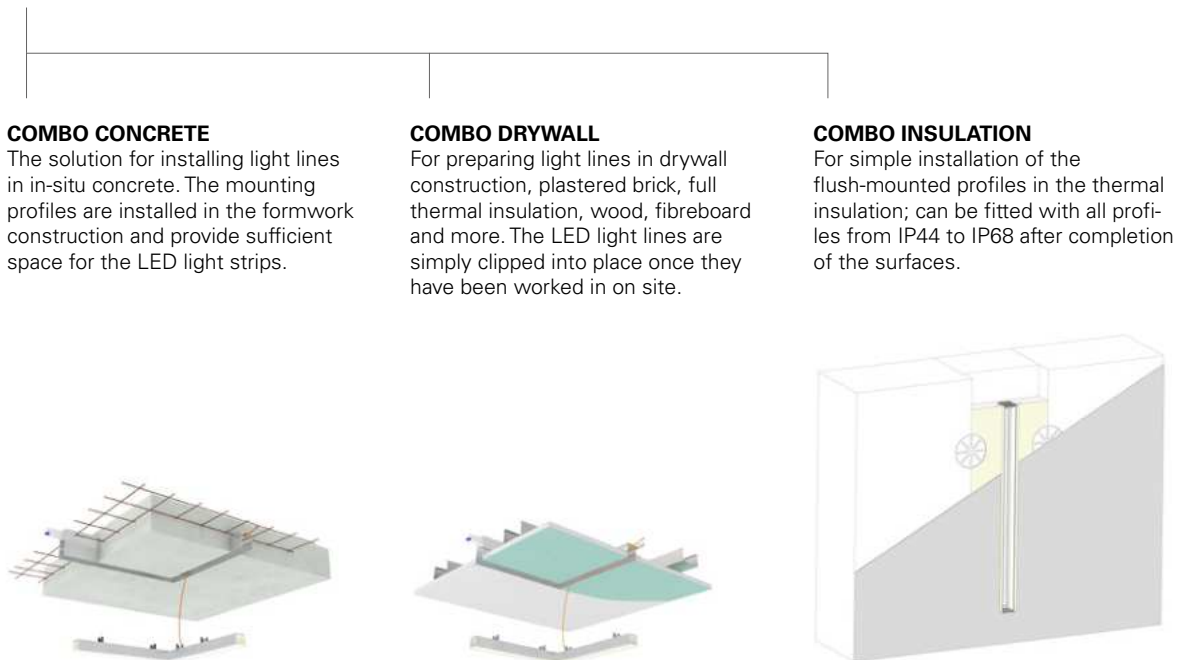 COMBO CONCRETE
The solution for installing light lines
in in-situ concrete. The mounting
profiles are installed in the formwork
construction and provide sufficient
space for the LED light strips.
COMBO DRYWALL
For preparing light lines in drywall
construction, plastered brick, full
thermal insulation, wood, fibreboard
and more. The LED light lines are
simply clipped into place once they
have been worked in on site.
COMBO INSULATION
For simple installation of the
flush-mounted profiles in the thermal
insulation; can be fitted with all profi-
les from IP44 to IP68 after completion
of the surfaces.